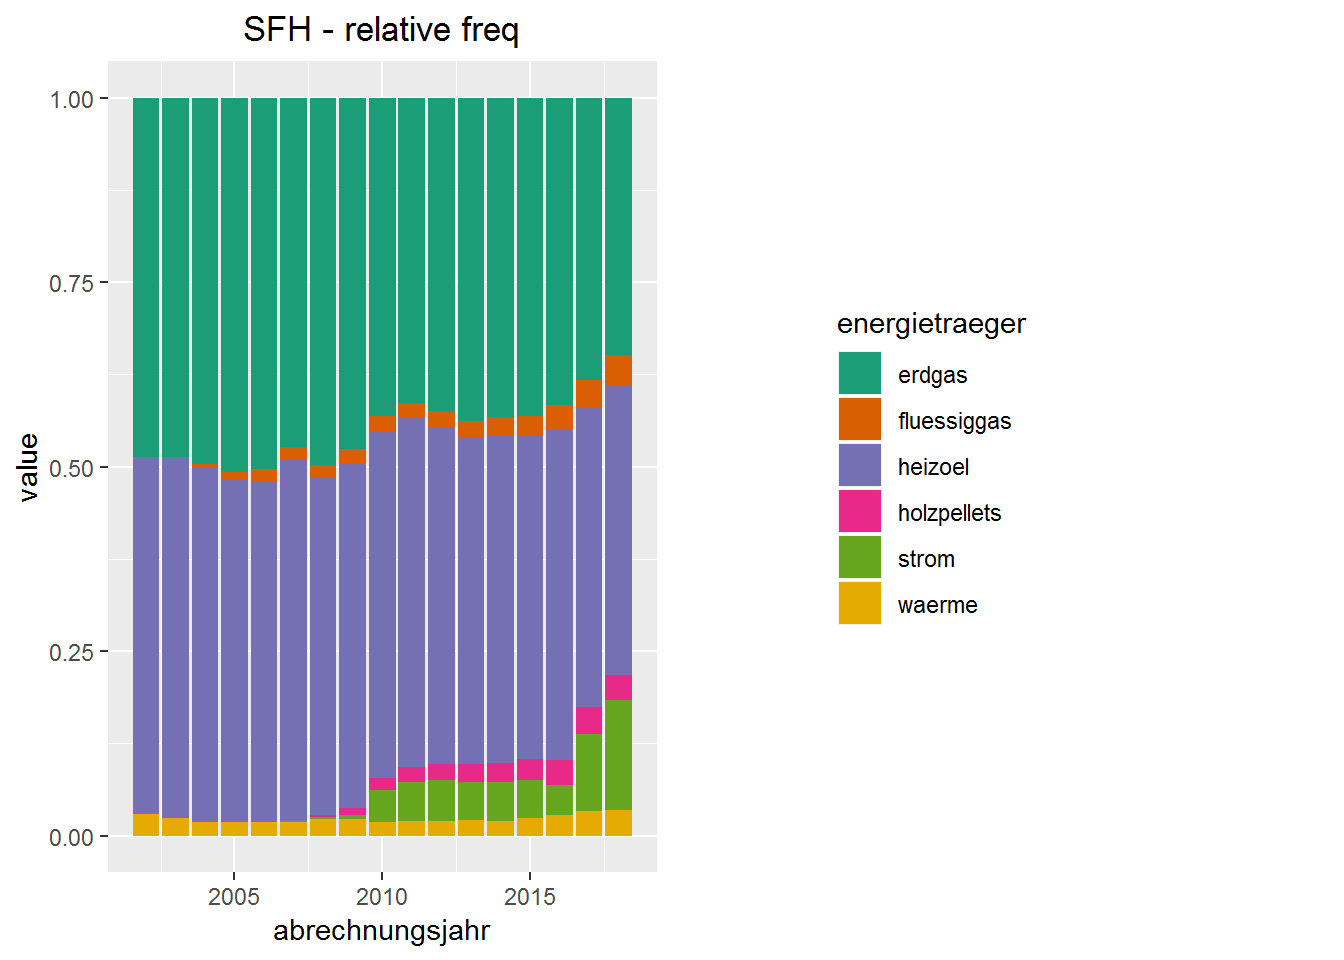 SFH - relative freq
1.00
0.75
0.50
0.25
0.00
value
2005 2010 2015
abrechnungsjahr
energietraeger
erdgas
fluessiggas
heizoel
holzpellets
strom
waerme